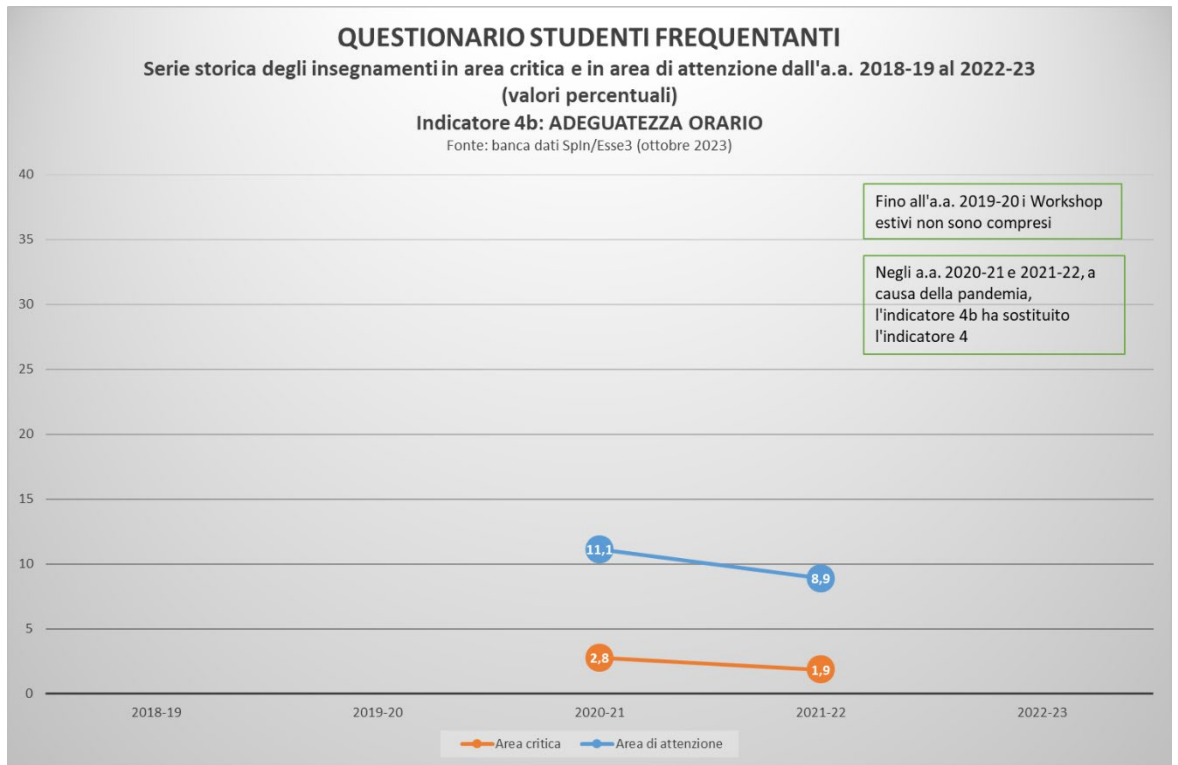 QUESTIONARIO STUDENTI FREQUENTANTI
Serie storica degli insegnamenti in area critica e in area di attenzione dall'a.a. 2018-19 al 2022-23
(valori percentuali)
Indicatore 4b: ADEGUATEZZA ORARIO
Fonte: banca dati SpIn/Esse3 (ottobre 2023)
40
Fino all'a.a. 2019-20 i Workshop
estivi non sono compresi
35
Negli a.a. 2020-21 e 2021-22, a
causa della pandemia,
l'indicatore 4b ha sostituito
l'indicatore 4
30
25
20
15
11,1
10
8,9
5
2,8
1,9
0
2018-19 2019-20 2020-21 2021-22 2022-23
Area critica Area di attenzione